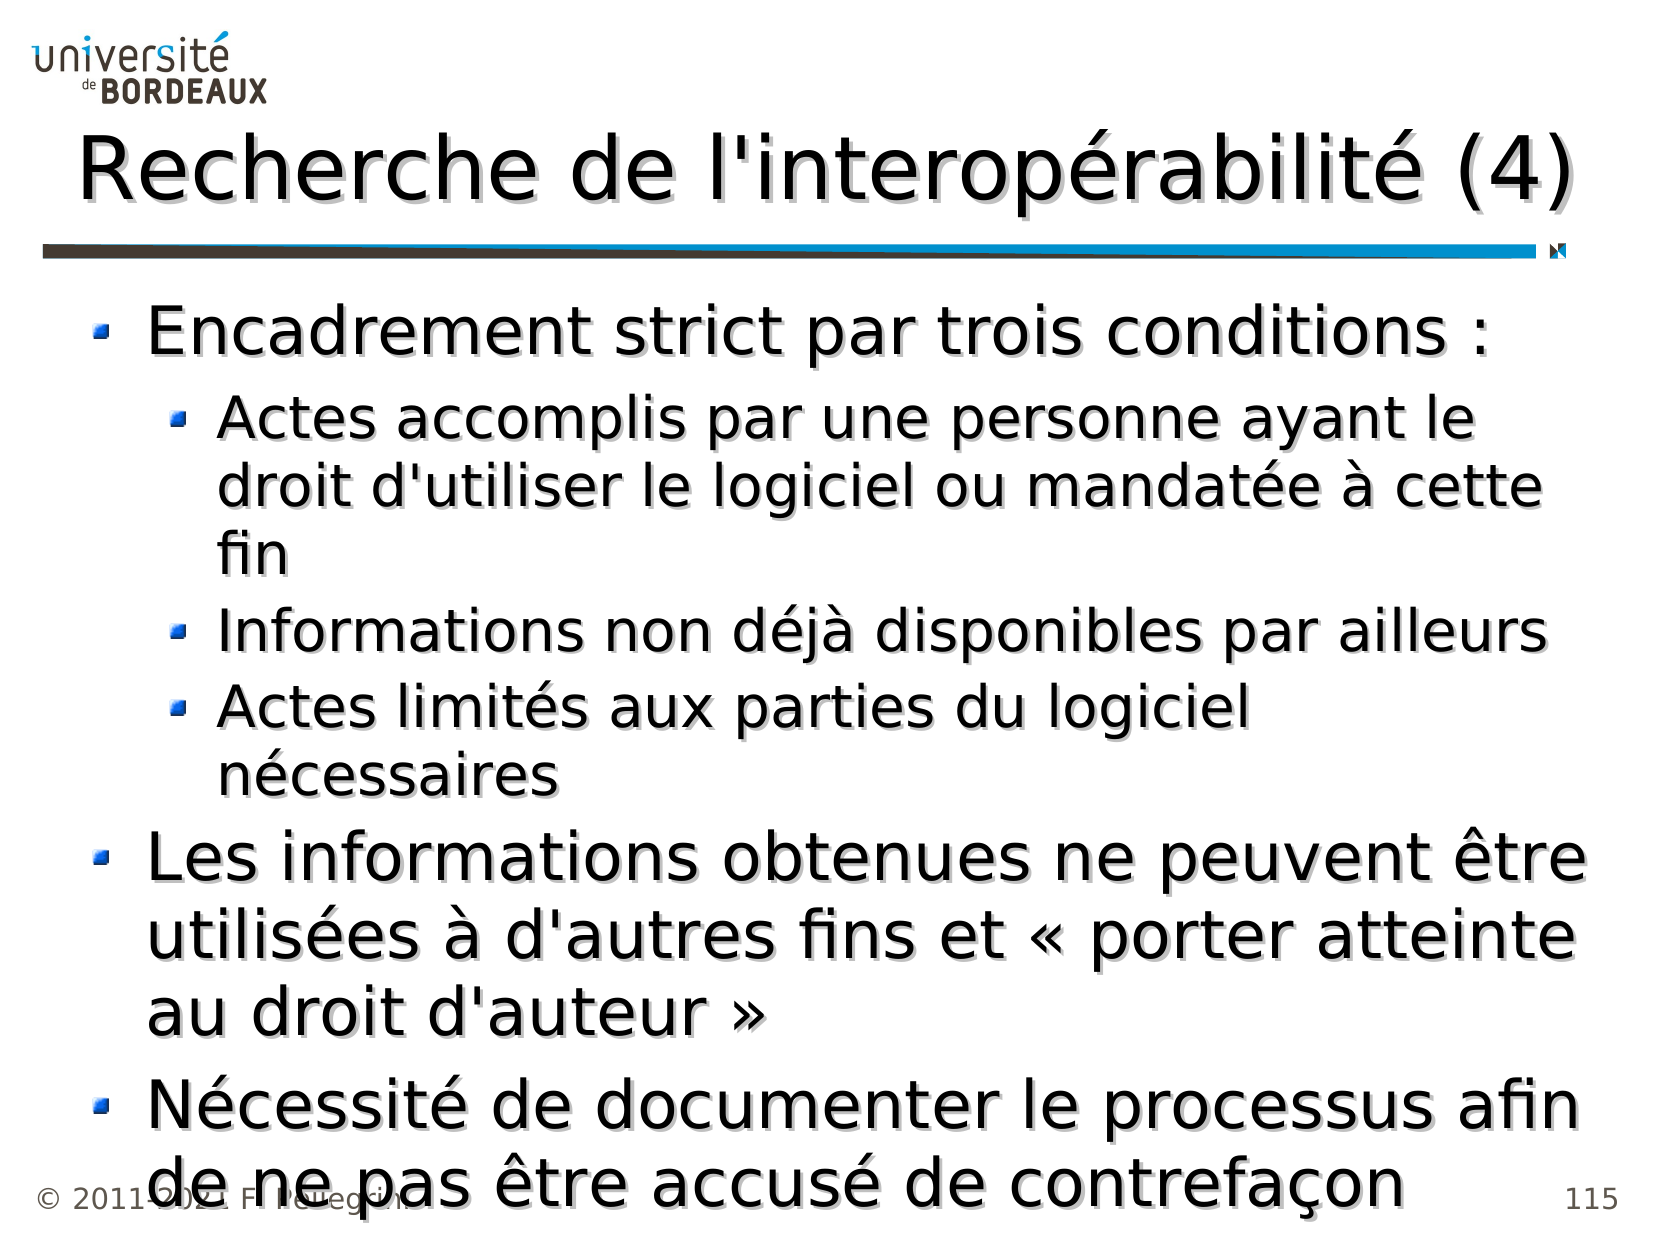 université
de BORDEAUX
Recherche de l'interopérabilité (4)
Encadrement strict par trois conditions :
Actes accomplis par une personne ayant le
droit d'utiliser le logiciel ou mandatée à cette
fin
Informations non déjà disponibles par ailleurs
Actes limités aux parties du logiciel
nécessaires
Les informations obtenues ne peuvent être
utilisées à d'autres fins et « porter atteinte
au droit d'auteur »
Nécessité de documenter le processus afin
de ne pas être accusé de contrefaçon
© 2011-2021 F. Pellegrini
115